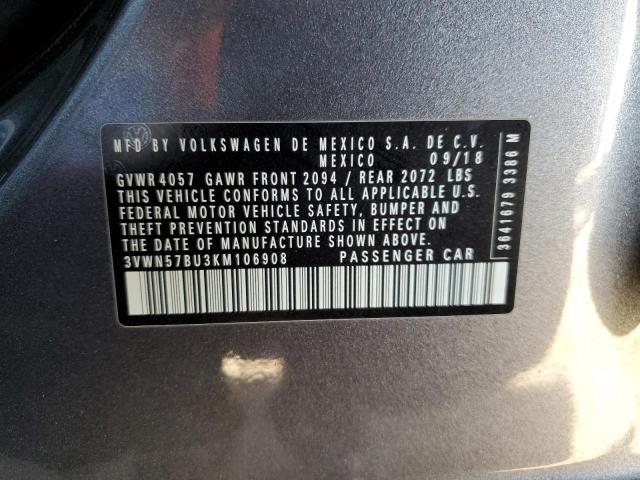 MFD BY VOLKSWAGEN DE MEXICO S.A. DE C.V.
MEXICO 09/18
GVWR 4057 GAWR FRONT 2094 / REAR 2072 LBS
THIS VEHICLE CONFORMS TO ALL APPLICABLE U.S.
FEDERAL MOTOR VEHICLE SAFETY, BUMPER AND
THEFT PREVENTION STANDARDS IN EFFECT ON
THE DATE OF MANUFACTURE SHOWN ABOVE
3VWN57BU3KM106908 PASSENGER CAR
3641679 3386 M